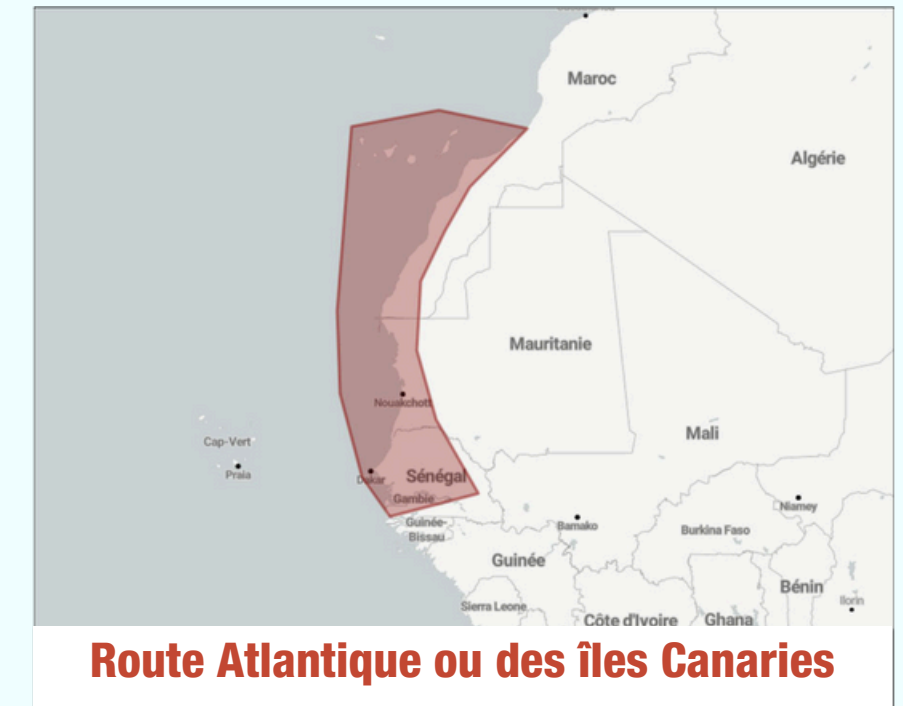 Maroc
Algérie
Mauritanie
Nouakchott
Mali
Cap-Vert
Praia
Dakar
Sénégal
Gambie
Niamey
Guinée-
Bissau
Bamako
Burkina Faso
Guinée
Bénin
Ilorin
Sierra Leone
Côte d'Ivoire
Ghana
Route Atlantique ou des îles Canaries